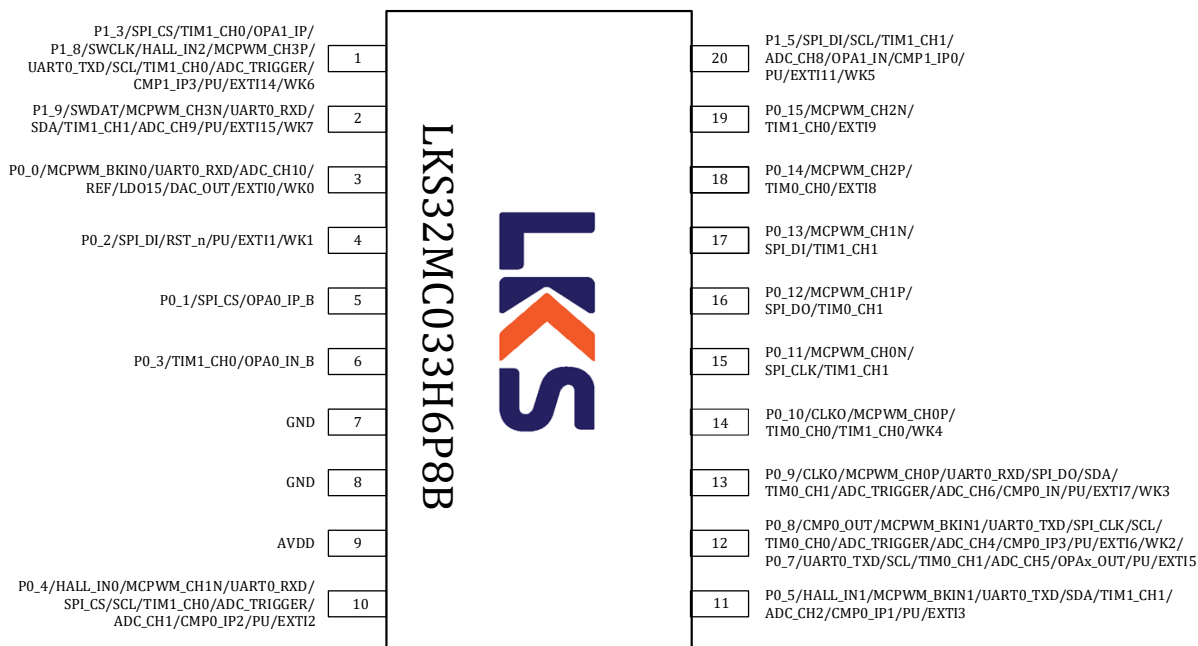 P1_3/SPI_CS/TIM1_CH0/OPA1_IP/
P1_8/SWCLK/HALL_IN2/MCPWM_CH3P/
UART0_TXD/SCL/TIM1_CH0/ADC_TRIGGER/
CMP1_IP3/PU/EXTI14/WK6
1
P1_9/SWDAT/MCPWM_CH3N/UART0_RXD/
SDA/TIM1_CH1/ADC_CH9/PU/EXTI15/WK7
2
P0_0/MCPWM_BKIN0/UART0_RXD/ADC_CH10/
REF/LDO15/DAC_OUT/EXTI0/WK0
3
P0_2/SPI_DI/RST_n/PU/EXTI1/WK1
4
P0_1/SPI_CS/OPA0_IP_B
5
P0_3/TIM1_CH0/OPA0_IN_B
6
GND
7
GND
8
AVDD
9
P0_4/HALL_IN0/MCPWM_CH1N/UART0_RXD/
SPI_CS/SCL/TIM1_CH0/ADC_TRIGGER/
ADC_CH1/CMP0_IP2/PU/EXTI2
10
LKS32MC033H6P8B
LKS
20
P1_5/SPI_DI/SCL/TIM1_CH1/
ADC_CH8/OPA1_IN/CMP1_IP0/
PU/EXTI11/WK5
19
P0_15/MCPWM_CH2N/
TIM1_CH0/EXTI9
18
P0_14/MCPWM_CH2P/
TIM0_CH0/EXTI8
17
P0_13/MCPWM_CH1N/
SPI_DI/TIM1_CH1
16
P0_12/MCPWM_CH1P/
SPI_DO/TIM0_CH1
15
P0_11/MCPWM_CH0N/
SPI_CLK/TIM1_CH1
14
P0_10/CLKO/MCPWM_CH0P/
TIM0_CH0/TIM1_CH0/WK4
13
P0_9/CLKO/MCPWM_CH0P/UART0_RXD/SPI_DO/SDA/
TIM0_CH1/ADC_TRIGGER/ADC_CH6/CMP0_IN/PU/EXTI7/WK3
12
P0_8/CMP0_OUT/MCPWM_BKIN1/UART0_TXD/SPI_CLK/SCL/
TIM0_CH0/ADC_TRIGGER/ADC_CH4/CMP0_IP3/PU/EXTI6/WK2/
P0_7/UART0_TXD/SCL/TIM0_CH1/ADC_CH5/OPAx_OUT/PU/EXTI5
11
P0_5/HALL_IN1/MCPWM_BKIN1/UART0_TXD/SDA/TIM1_CH1/
ADC_CH2/CMP0_IP1/PU/EXTI3